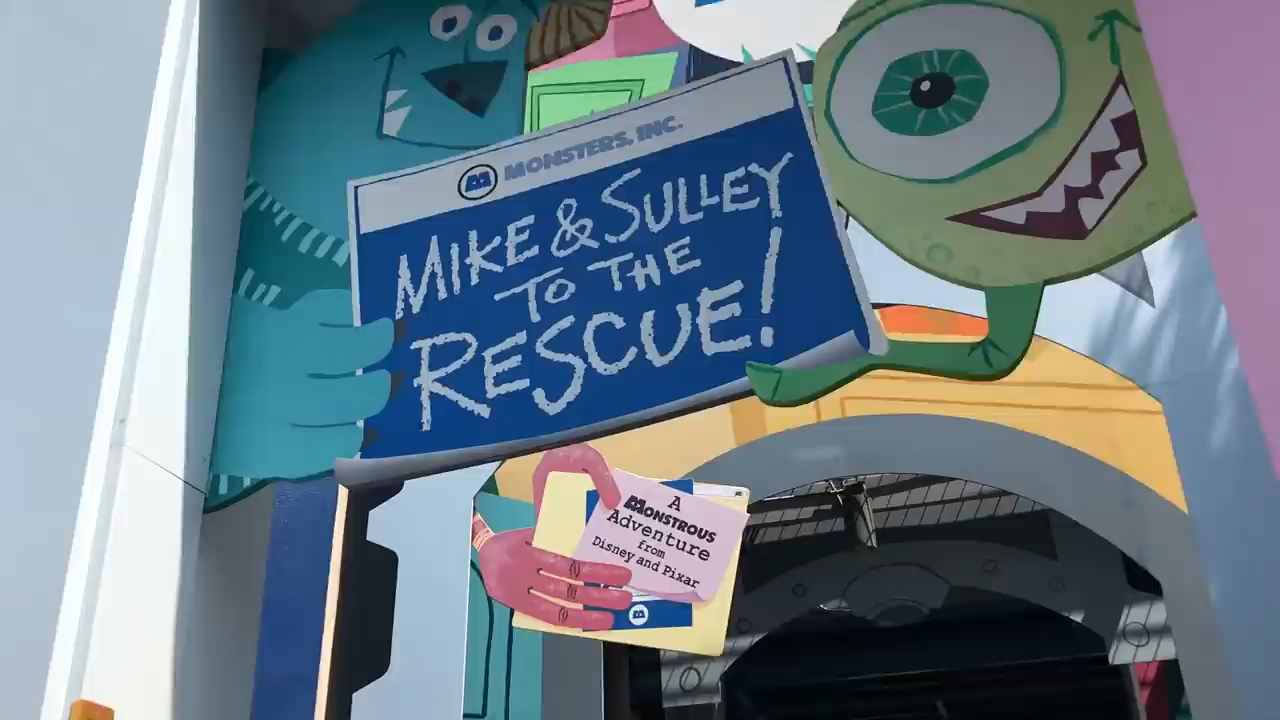 MONSTERS, INC.
MIKE & SULLEY
TO THE
RESCUE!
A
MONSTROUS
Adventure
from
Disney and Pixar